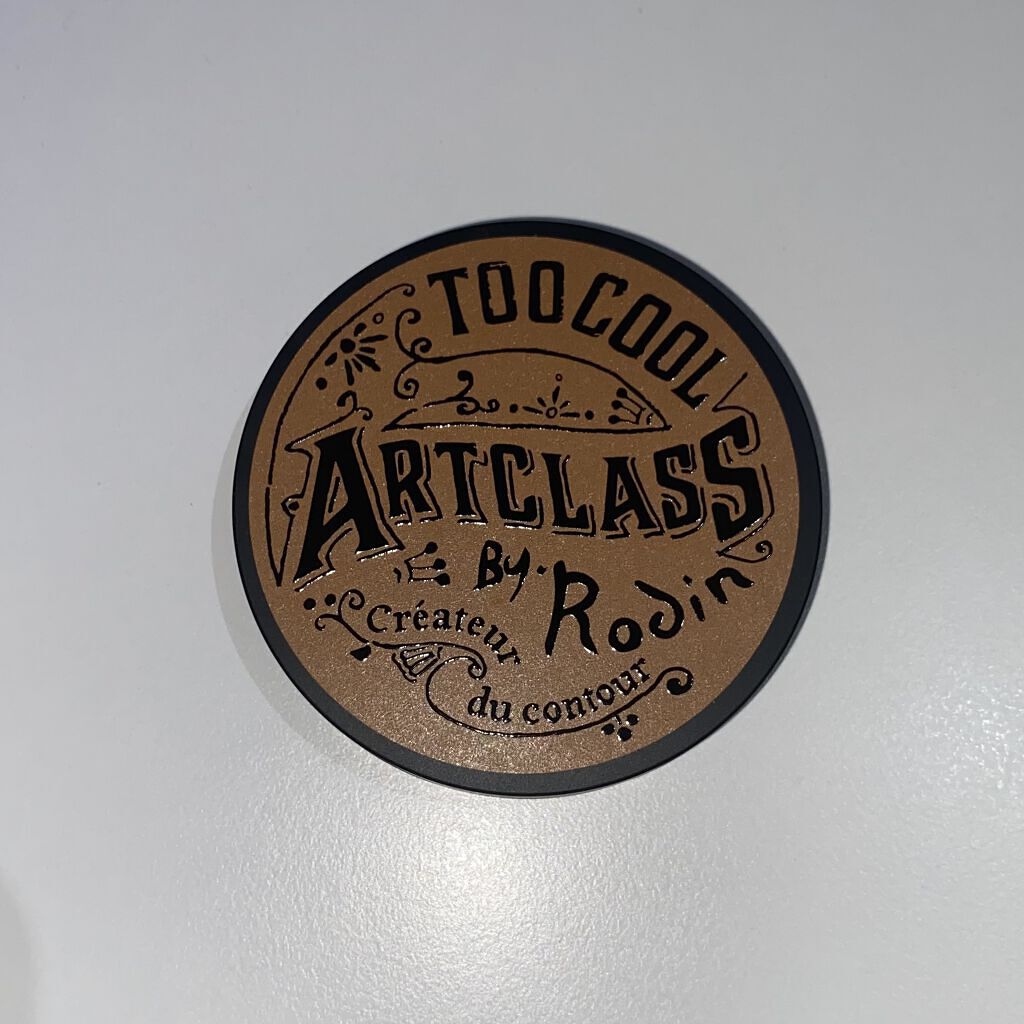 TOO COOL
ARTCLASS
By. Rodin
Créateur
du contour